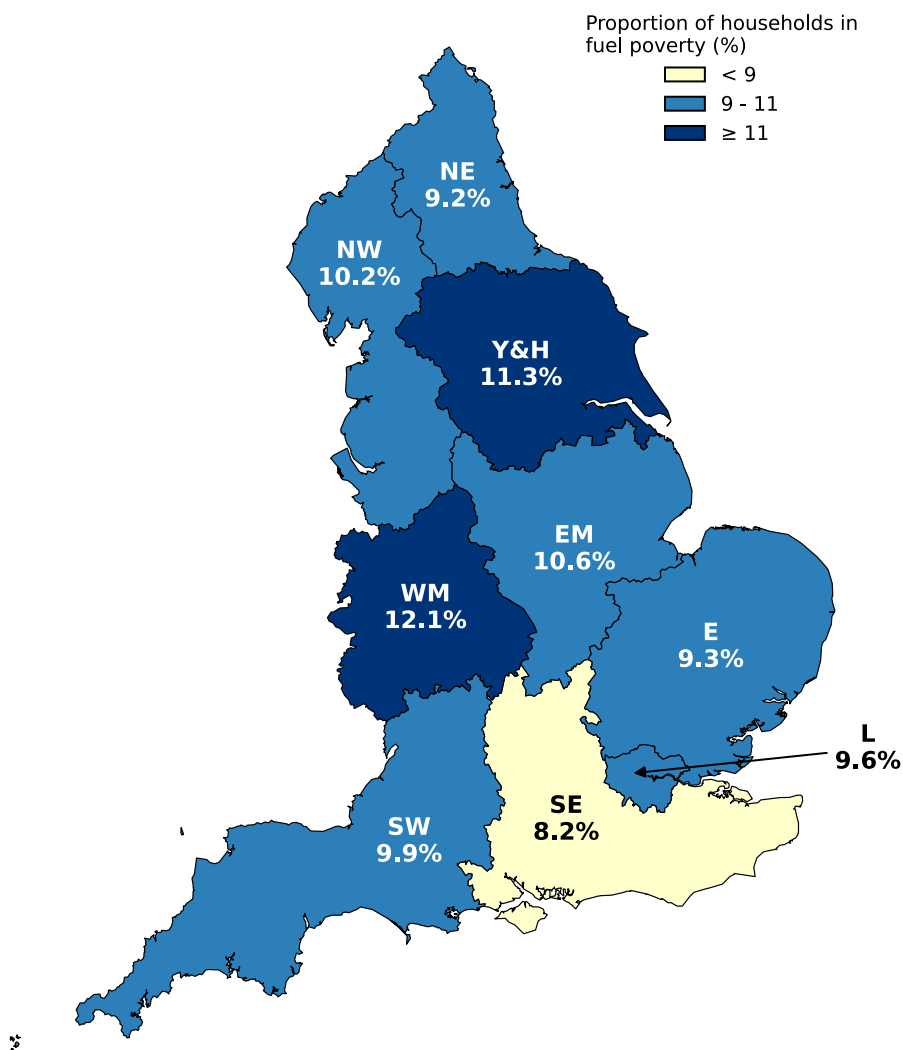 Proportion of households in
fuel poverty (%)
< 9
9 - 11
≥ 11
NE
9.2%
NW
10.2%
Y&H
11.3%
EM
10.6%
WM
12.1%
E
9.3%
L
9.6%
SE
8.2%
SW
9.9%